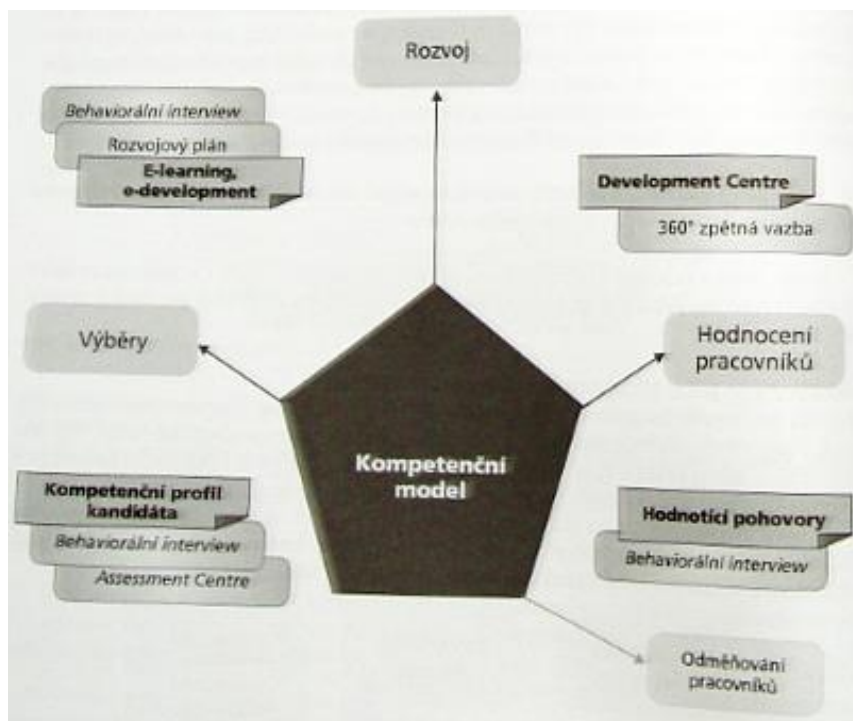 Rozvoj
Behaviorální interview
Rozvojový plán
E-learning,
e-development
Development Centre
360° zpětná vazba
Výběry
Hodnocení
pracovníků
Kompetenční
model
Kompetenční profil
kandidáta
Behaviorální interview
Assessment Centre
Hodnotící pohovory
Behaviorální interview
Odměňování
pracovníků